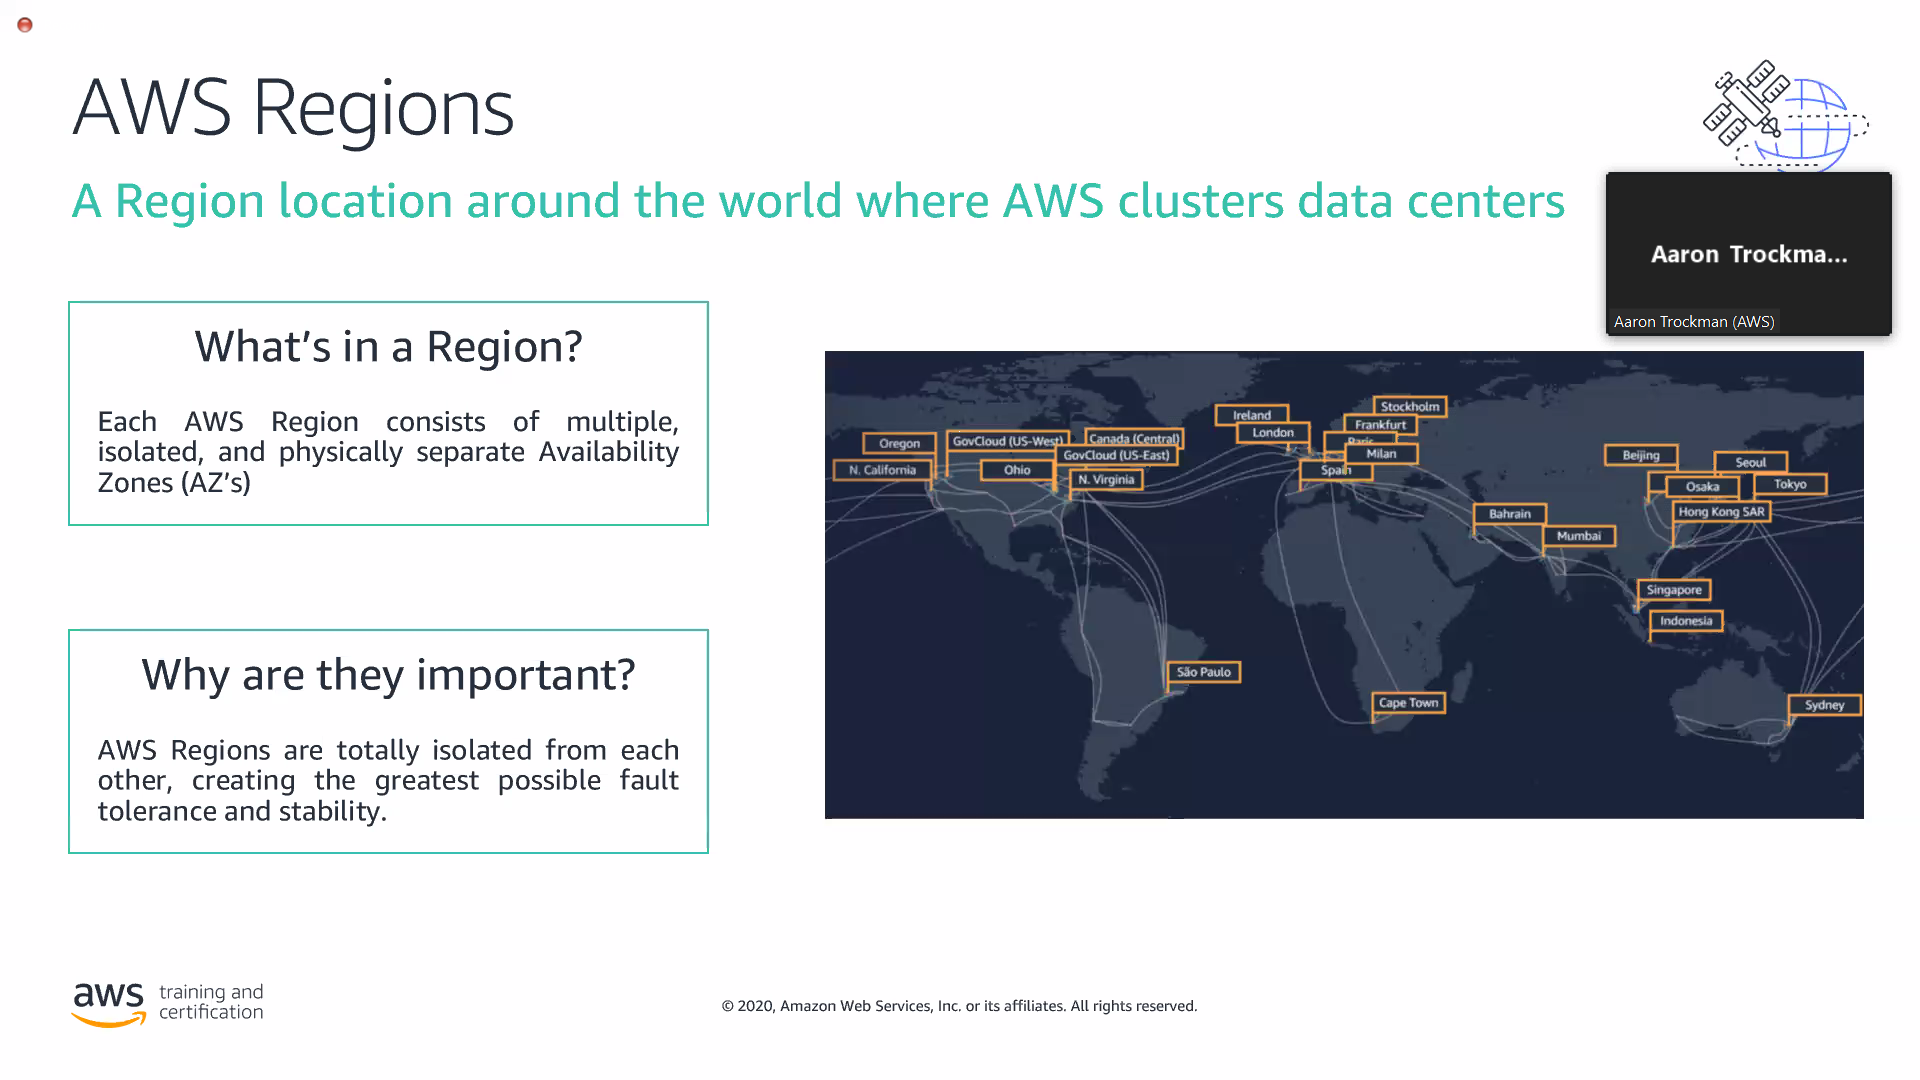 AWS Regions
A Region location around the world where AWS clusters data centers
Aaron Trockma...
Aaron Trockman (AWS)
What's in a Region?
Each AWS Region consists of multiple,
isolated, and physically separate Availability
Zones (AZ's)
Why are they important?
AWS Regions are totally isolated from each
other, creating the greatest possible fault
tolerance and stability.
Oregon
GovCloud (US-West)
Canada (Central)
GovCloud (US-East)
N. California
Ohio
N. Virginia
Ireland
London
Stockholm
Frankfurt
Paris
Milan
Spain
Beijing
Seoul
Osaka
Tokyo
Hong Kong SAR
Bahrain
Mumbai
Singapore
Indonesia
São Paulo
Cape Town
Sydney
aws training and
certification
© 2020, Amazon Web Services, Inc. or its affiliates. All rights reserved.